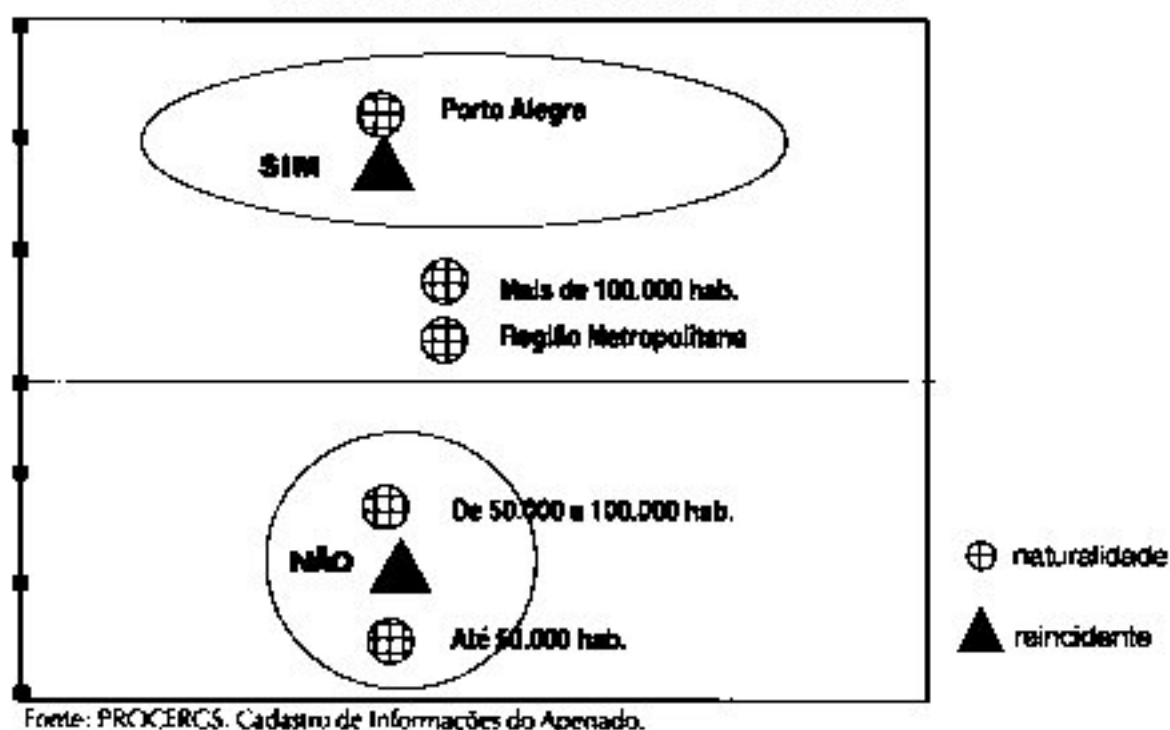 Porto Alegre
SIM
Mais de 100.000 hab.
Região Metropolitana
De 50.000 a 100.000 hab.
NÃO
Até 50.000 hab.
naturalidade
reincidente
Fonte: PROCERGS. Cadastro de Informações do Apenado.